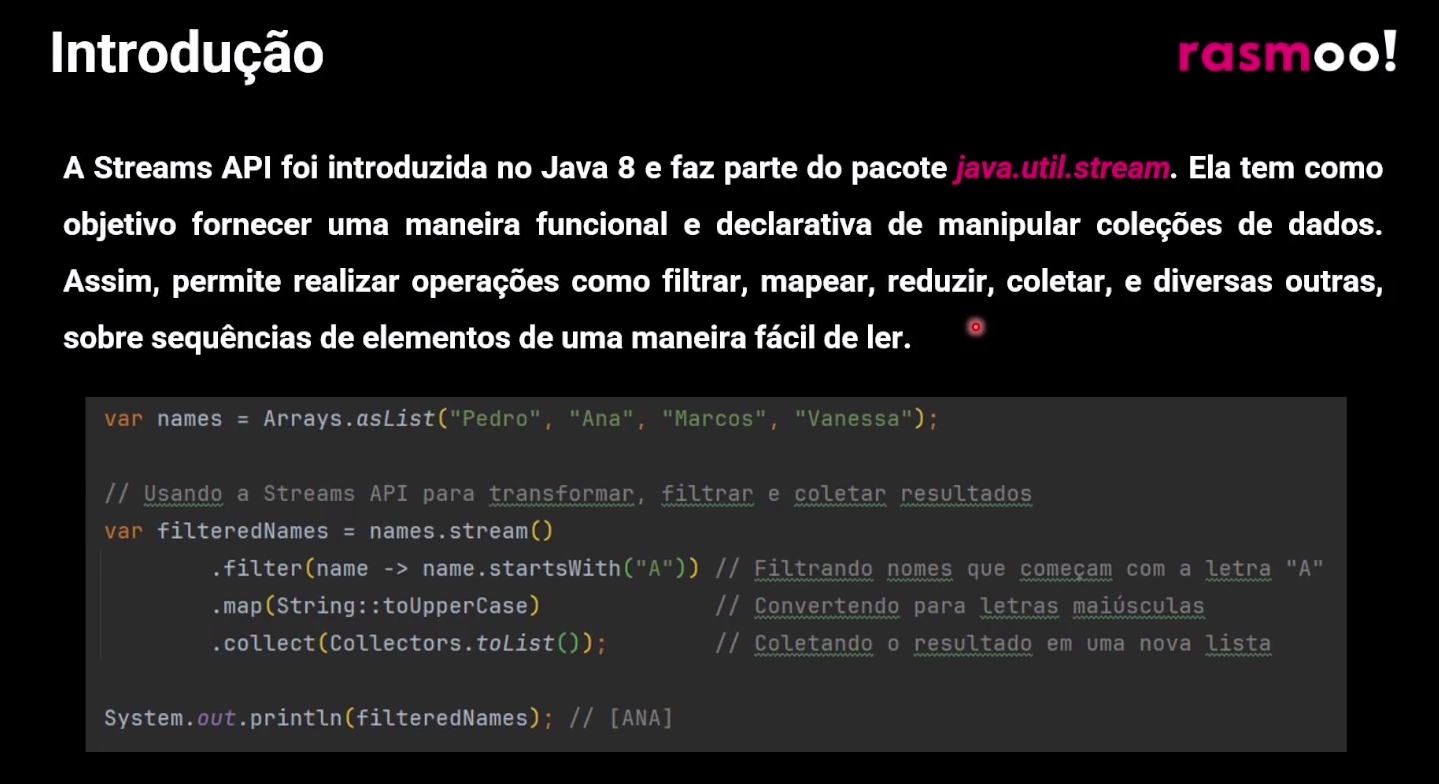 Introdução
rasmoo!
A Streams API foi introduzida no Java 8 e faz parte do pacote java.util.stream. Ela tem como
objetivo fornecer uma maneira funcional e declarativa de manipular coleções de dados.
Assim, permite realizar operações como filtrar, mapear, reduzir, coletar, e diversas outras,
sobre sequências de elementos de uma maneira fácil de ler.
var names = Arrays.asList("Pedro", "Ana", "Marcos", "Vanessa");
// Usando a Streams API para transformar, filtrar e coletar resultados
var filteredNames = names.stream()
.filter(name -> name.startsWith("A")) // Filtrando nomes que começam com a letra "A"
.map(String::toUpperCase) // Convertendo para letras maiúsculas
.collect(Collectors.toList()); // Coletando o resultado em uma nova lista
System.out.println(filteredNames); // [ANA]